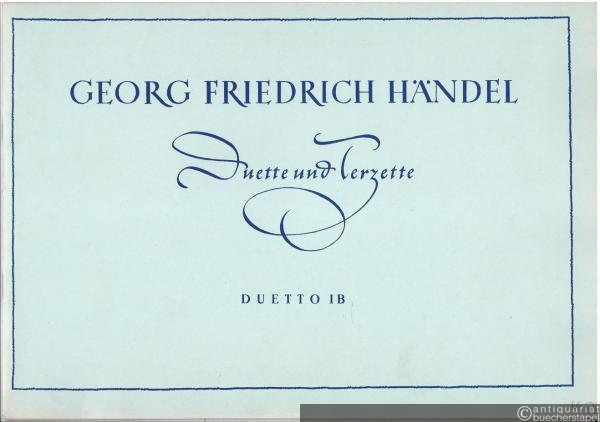 GEORG FRIEDRICH HÄNDEL
Duette und Terzette
DUETTO IB
© antiquariat
buecherstapel